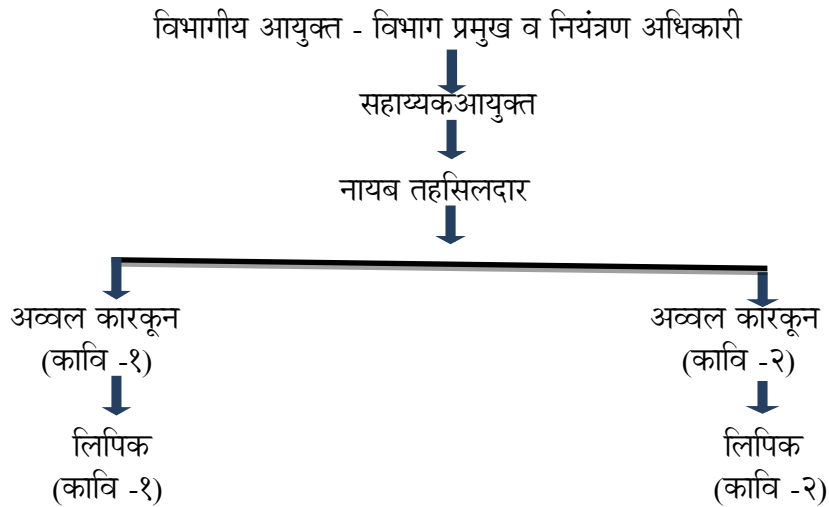 विभागीय आयुक्त - विभाग प्रमुख व नियंत्रण अधिकारी
सहाय्यकआयुक्त
नायब तहसिलदार
अव्वल कारकून
(कावि -१)
अव्वल कारकून
(कावि -२)
लिपिक
(कावि -१)
लिपिक
(कावि -२)